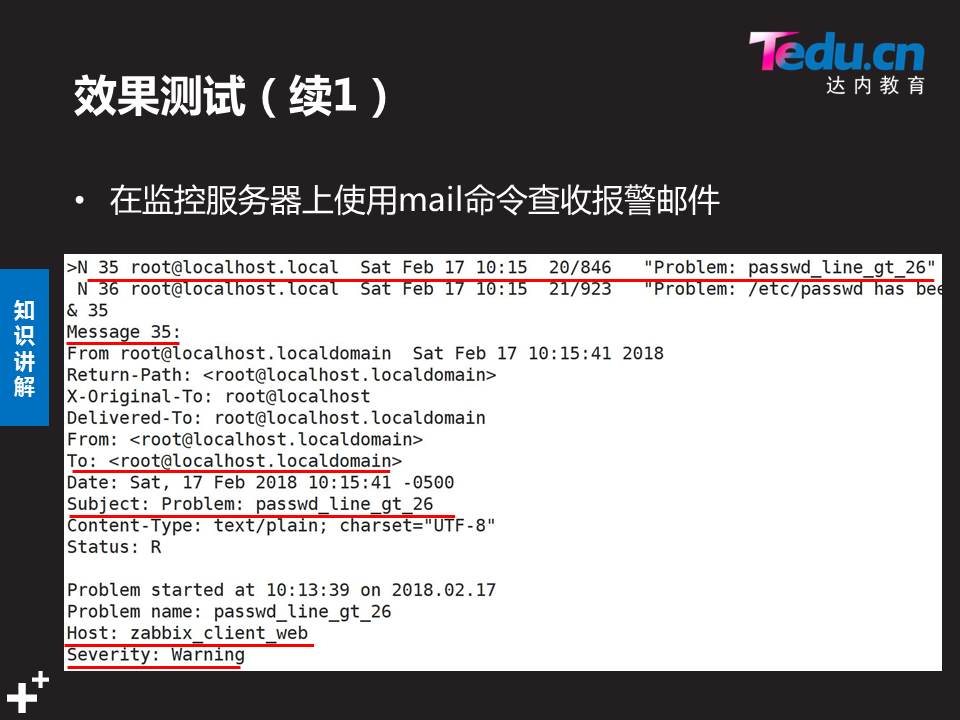 Tedu.cn
达内教育
效果测试（续1）
• 在监控服务器上使用mail命令查收报警邮件
知识讲解
>N 35 root@localhost.local  Sat Feb 17 10:15  20/846   "Problem: passwd_line_gt_26"
 N 36 root@localhost.local  Sat Feb 17 10:15  21/923   "Problem: /etc/passwd has bee
& 35
Message 35:
From root@localhost.localdomain  Sat Feb 17 10:15:41 2018
Return-Path: <root@localhost.localdomain>
X-Original-To: root@localhost
Delivered-To: root@localhost.localdomain
From: <root@localhost.localdomain>
To: <root@localhost.localdomain>
Date: Sat, 17 Feb 2018 10:15:41 -0500
Subject: Problem: passwd_line_gt_26
Content-Type: text/plain; charset="UTF-8"
Status: R

Problem started at 10:13:39 on 2018.02.17
Problem name: passwd_line_gt_26
Host: zabbix_client_web
Severity: Warning